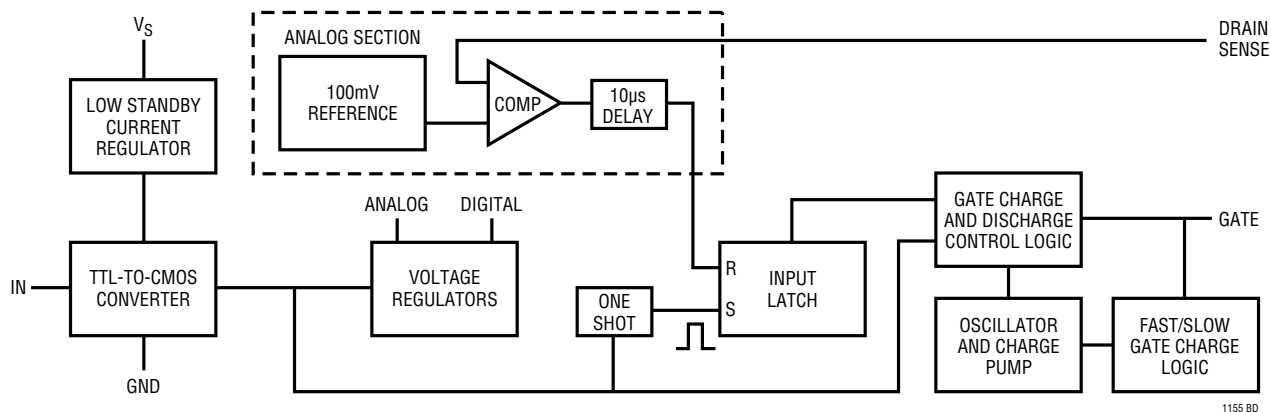 V_S
LOW STANDBY
CURRENT
REGULATOR
ANALOG SECTION
100mV
REFERENCE
COMP
10µs
DELAY
DRAIN
SENSE
IN
TTL-TO-CMOS
CONVERTER
GND
ANALOG
DIGITAL
VOLTAGE
REGULATORS
ONE
SHOT
R
S
INPUT
LATCH
GATE CHARGE
AND DISCHARGE
CONTROL LOGIC
GATE
OSCILLATOR
AND CHARGE
PUMP
FAST/SLOW
GATE CHARGE
LOGIC
1155 BD